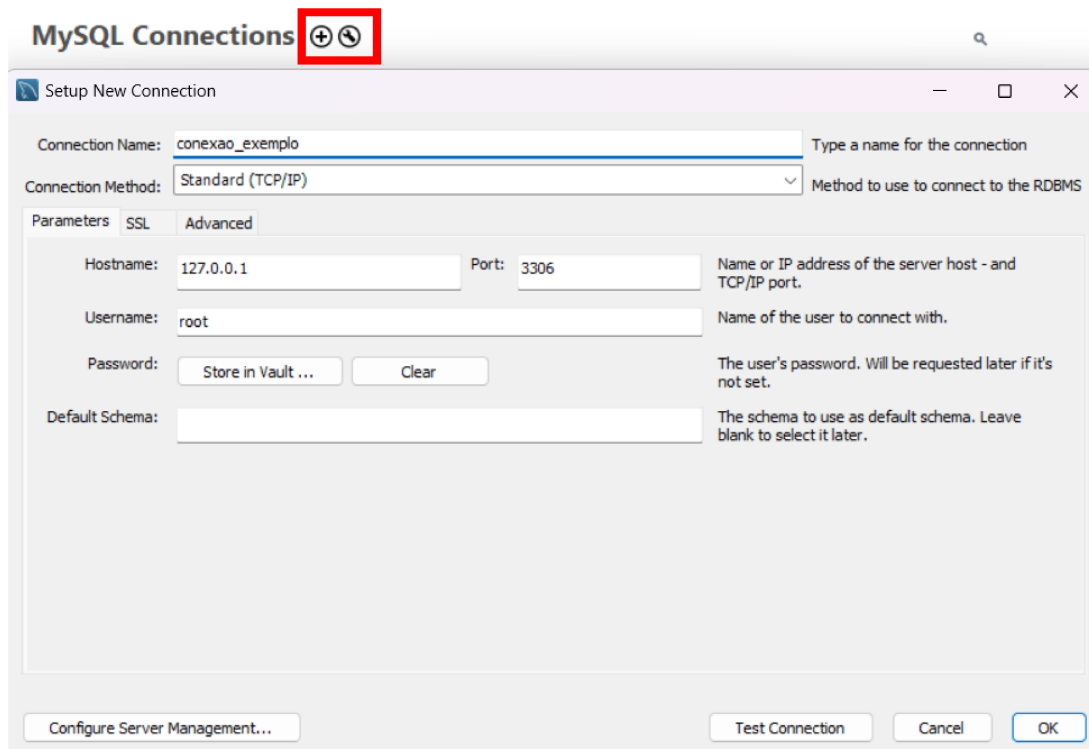 MySQL Connections
Setup New Connection
Connection Name: conexao_exemplo Type a name for the connection
Connection Method: Standard (TCP/IP) Method to use to connect to the RDBMS
Parameters SSL Advanced
Hostname: 127.0.0.1 Port: 3306 Name or IP address of the server host - and
TCP/IP port.
Username: root Name of the user to connect with.
Password: Store in Vault ... Clear The user's password. Will be requested later if it's
not set.
Default Schema: The schema to use as default schema. Leave
blank to select it later.
Configure Server Management... Test Connection Cancel OK